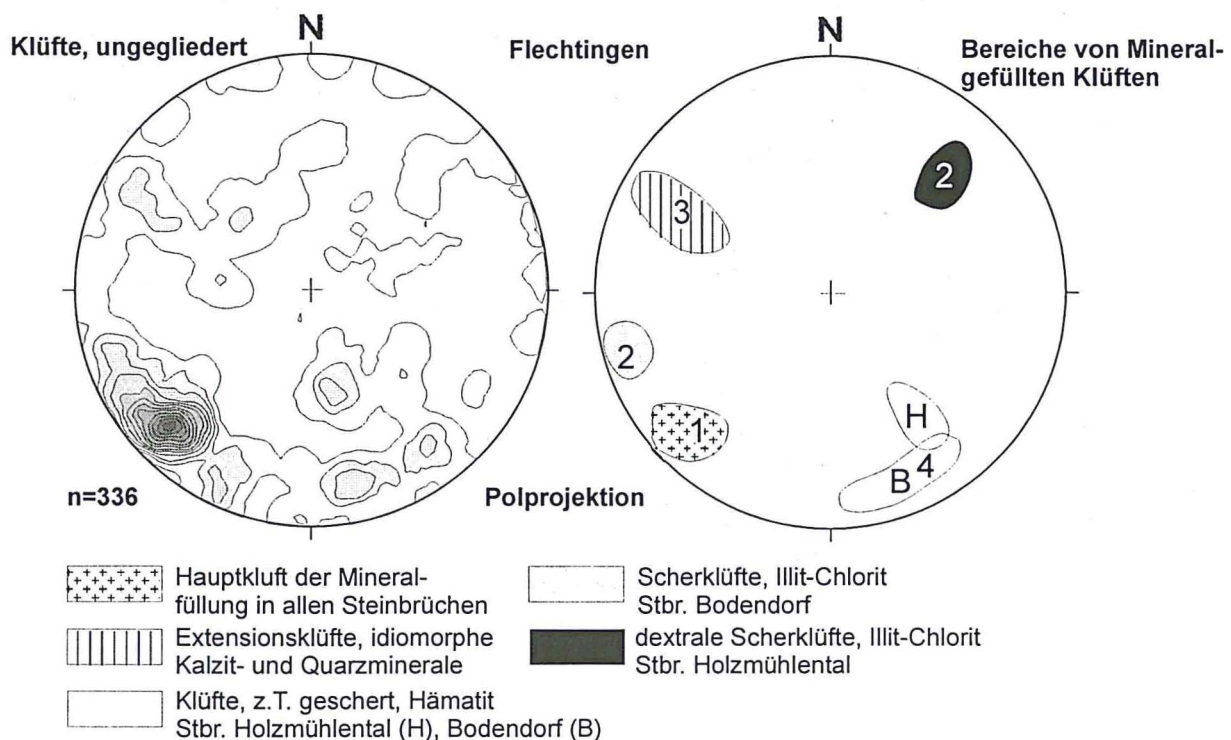 N
N
Klüfte, ungegliedert
Flechtingen
Bereiche von Mineral-
gefüllten Klüften
2
3
2
1
H
4
B
n=336
Polprojektion
Hauptkluft der Mineral-
füllung in allen Steinbrüchen
Extensionsklüfte, idiomorphe
Kalzit- und Quarzminerale
Klüfte, z.T. geschert, Hämatit
Stbr. Holzmühlental (H), Bodendorf (B)
Scherklüfte, Illit-Chlorit
Stbr. Bodendorf
dextrale Scherklüfte, Illit-Chlorit
Stbr. Holzmühlental